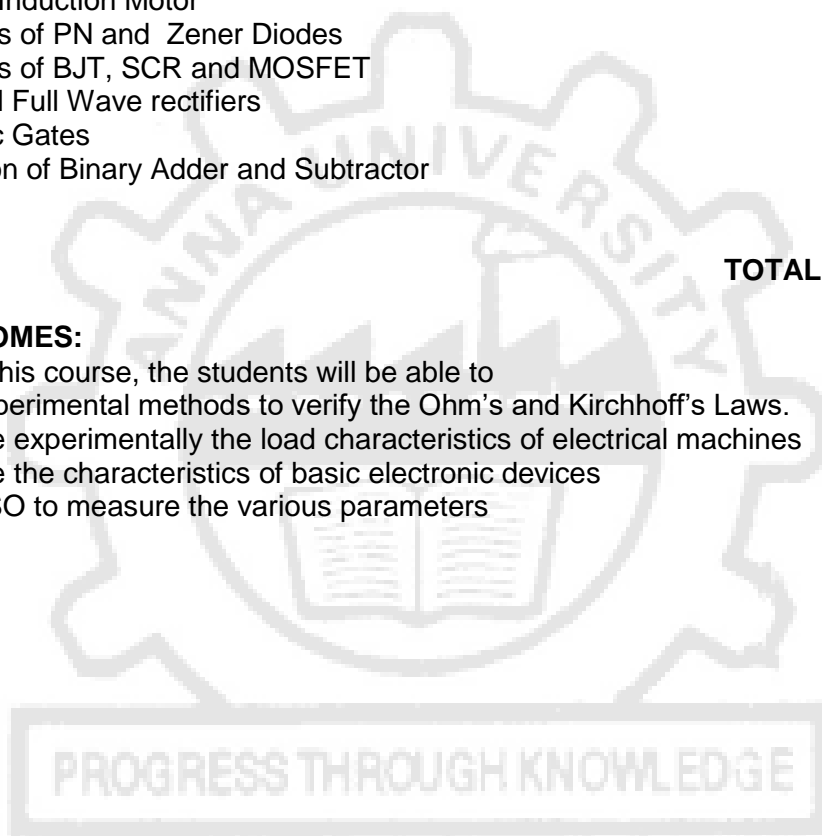 Induction Motor
s of PN and Zener Diodes
s of BJT, SCR and MOSFET
Full Wave rectifiers
c Gates
on of Binary Adder and Subtractor
TOTAL
OMES:
his course, the students will be able to
perimental methods to verify the Ohm's and Kirchhoff's Laws.
e experimentally the load characteristics of electrical machines
e the characteristics of basic electronic devices
SO to measure the various parameters
ANNA UNIVERSITY
PROGRESS THROUGH KNOWLEDGE